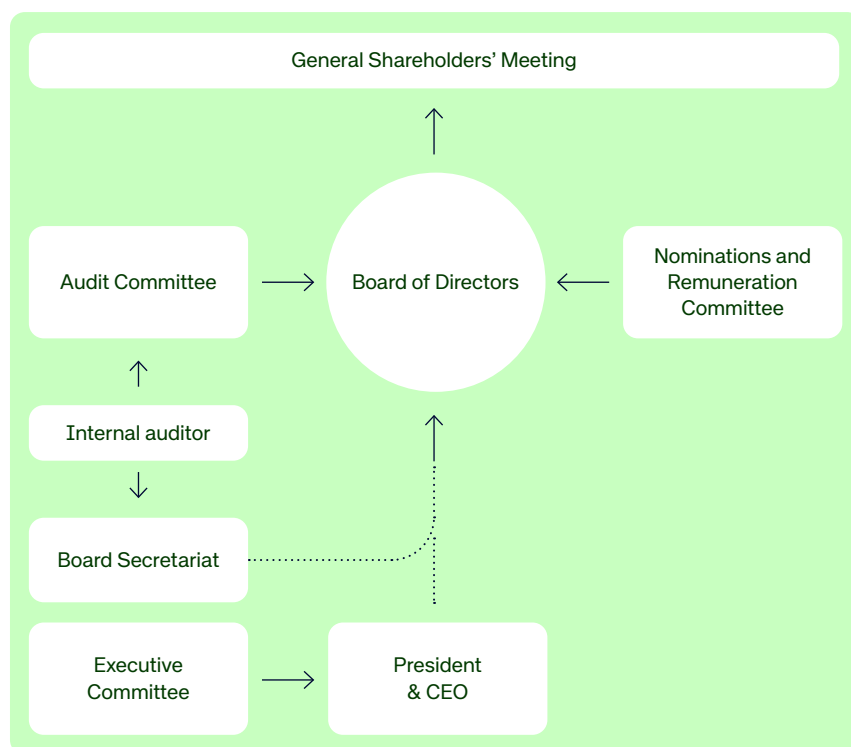 General Shareholders’ Meeting
Audit Committee
Board of Directors
Nominations and
Remuneration
Committee
Internal auditor
Board Secretariat
Executive
Committee
President
& CEO